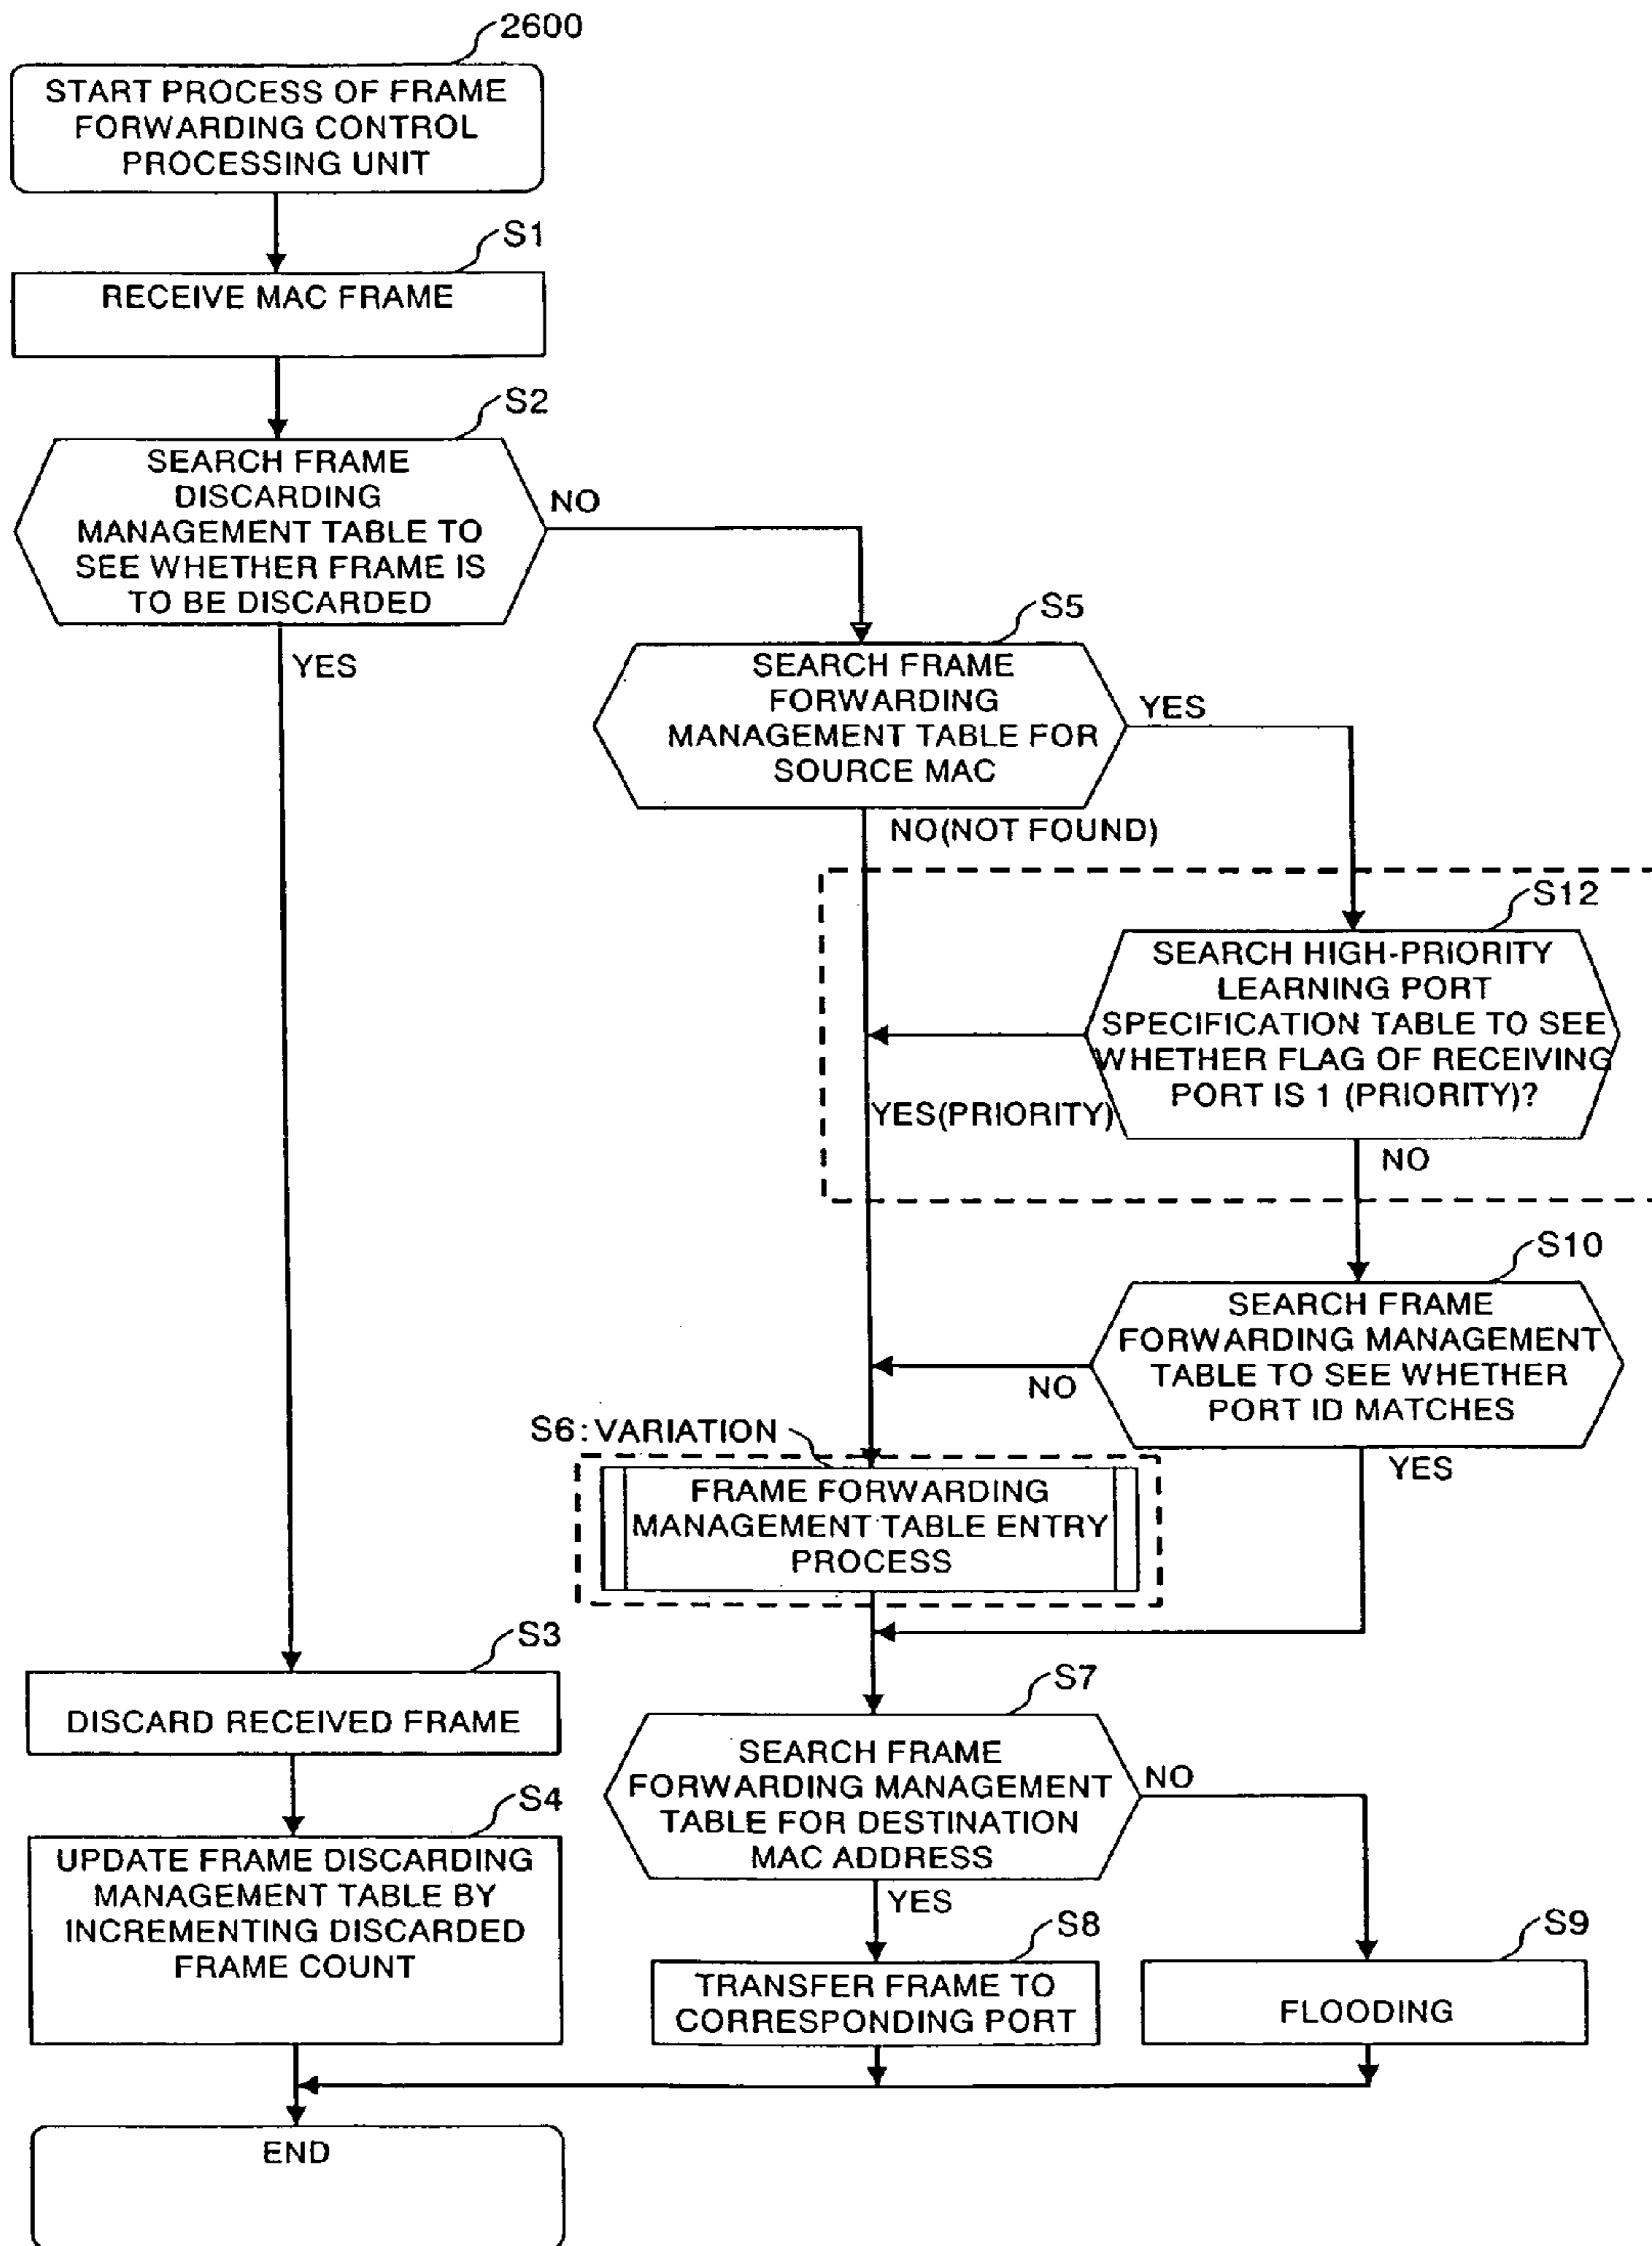 2600
START PROCESS OF FRAME
FORWARDING CONTROL
PROCESSING UNIT
S1
RECEIVE MAC FRAME
S2
SEARCH FRAME
DISCARDING
MANAGEMENT TABLE TO
SEE WHETHER FRAME IS
TO BE DISCARDED
NO
YES
S5
SEARCH FRAME
FORWARDING
MANAGEMENT TABLE FOR
SOURCE MAC
YES
NO(NOT FOUND)
S12
SEARCH HIGH-PRIORITY
LEARNING PORT
SPECIFICATION TABLE TO SEE
WHETHER FLAG OF RECEIVING
PORT IS 1 (PRIORITY)?
YES(PRIORITY)
NO
S10
SEARCH FRAME
FORWARDING MANAGEMENT
TABLE TO SEE WHETHER
PORT ID MATCHES
NO
YES
S6:VARIATION
FRAME FORWARDING
MANAGEMENT TABLE ENTRY
PROCESS
S3
DISCARD RECEIVED FRAME
S7
SEARCH FRAME
FORWARDING MANAGEMENT
TABLE FOR DESTINATION
MAC ADDRESS
NO
YES
S4
UPDATE FRAME DISCARDING
MANAGEMENT TABLE BY
INCREMENTING DISCARDED
FRAME COUNT
S8
TRANSFER FRAME TO
CORRESPONDING PORT
S9
FLOODING
END